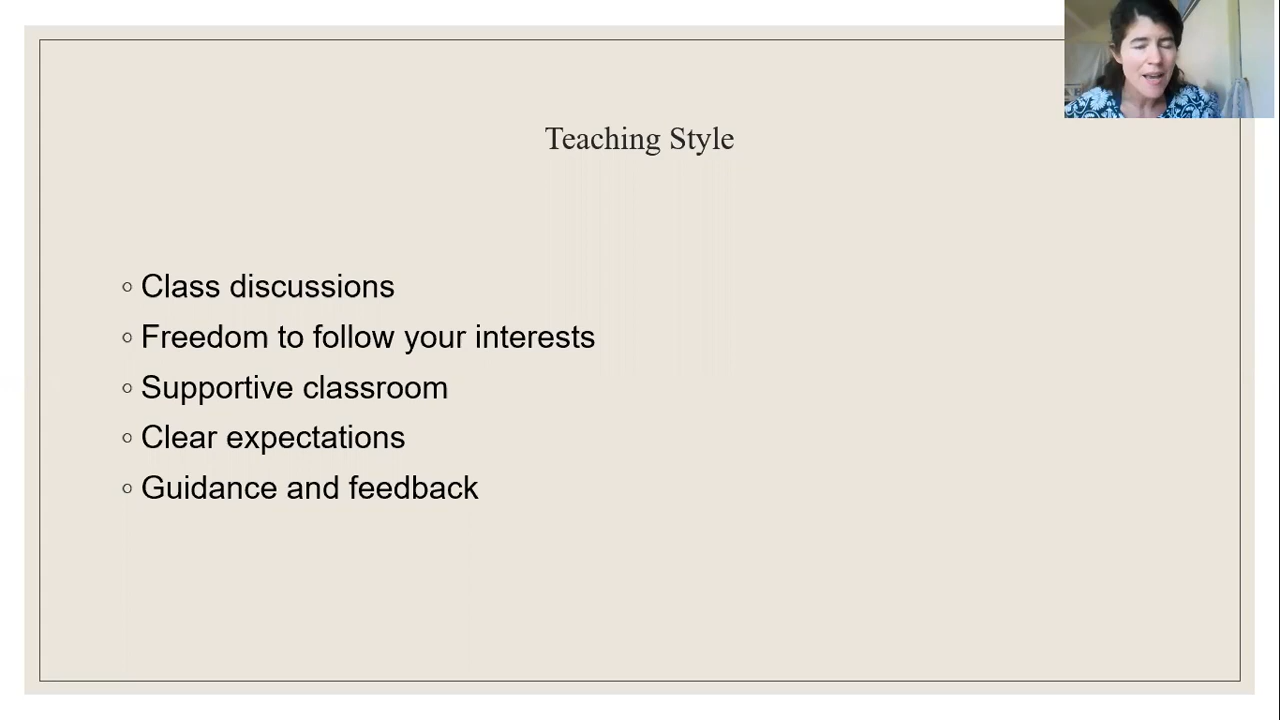 Teaching Style
◦ Class discussions
◦ Freedom to follow your interests
◦ Supportive classroom
◦ Clear expectations
◦ Guidance and feedback